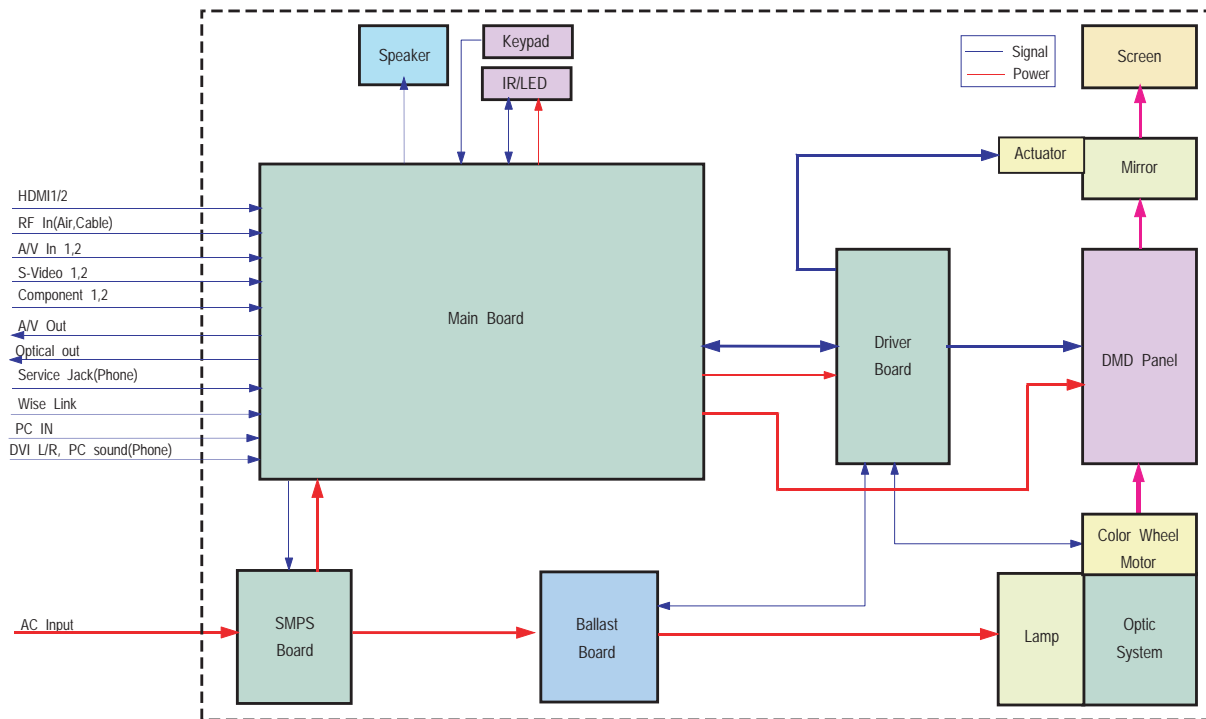 Speaker
Keypad
IR/LED
Signal
Power
Screen
Actuator
Mirror
HDMI1/2
RF In(Air,Cable)
A/V In 1,2
S-Video 1,2
Component 1,2
A/V Out
Optical out
Service Jack(Phone)
Wise Link
PC IN
DVI L/R, PC sound(Phone)
Main Board
Driver
Board
DMD Panel
Color Wheel
Motor
AC Input
SMPS
Board
Ballast
Board
Lamp
Optic
System